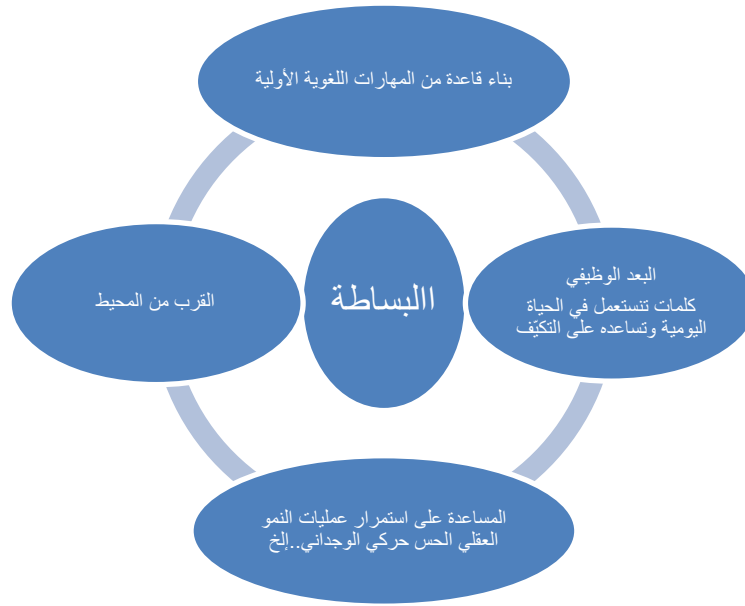 بناء قاعدة من المهارات اللغوية الأولية
البعد الوظيفي
كلمات تنستعمل في الحياة
اليومية وتساعده على التكيّف
المساعدة على استمرار عمليات النمو
العقلي الحس حركي الوجداني..إلخ
القرب من المحيط
االبساطة